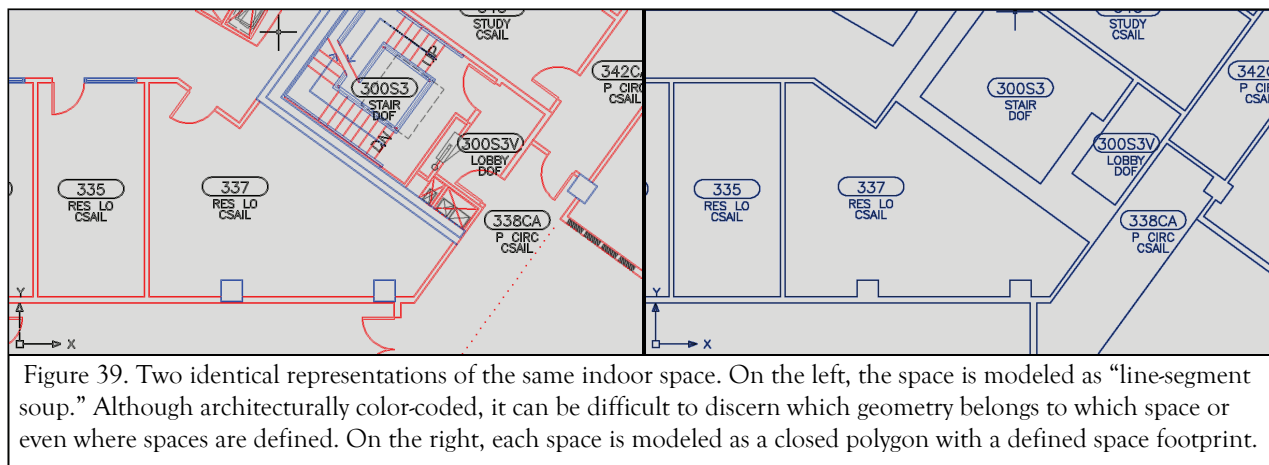 STUDY
CSAIL
342CA
P CIRC
CSAIL
300S3
STAIR
DOF
DN
300S3V
LOBBY
DOF
335
RES LO
CSAIL
337
RES LO
CSAIL
338CA
P CIRC
CSAIL
Y
X
STUDY
CSAIL
342C
P CIR
CSAI
300S3
STAIR
DOF
300S3V
LOBBY
DOF
335
RES LO
CSAIL
337
RES LO
CSAIL
338CA
P CIRC
CSAIL
Y
X
Figure 39. Two identical representations of the same indoor space. On the left, the space is modeled as “line-segment
soup.” Although architecturally color-coded, it can be difficult to discern which geometry belongs to which space or
even where spaces are defined. On the right, each space is modeled as a closed polygon with a defined space footprint.